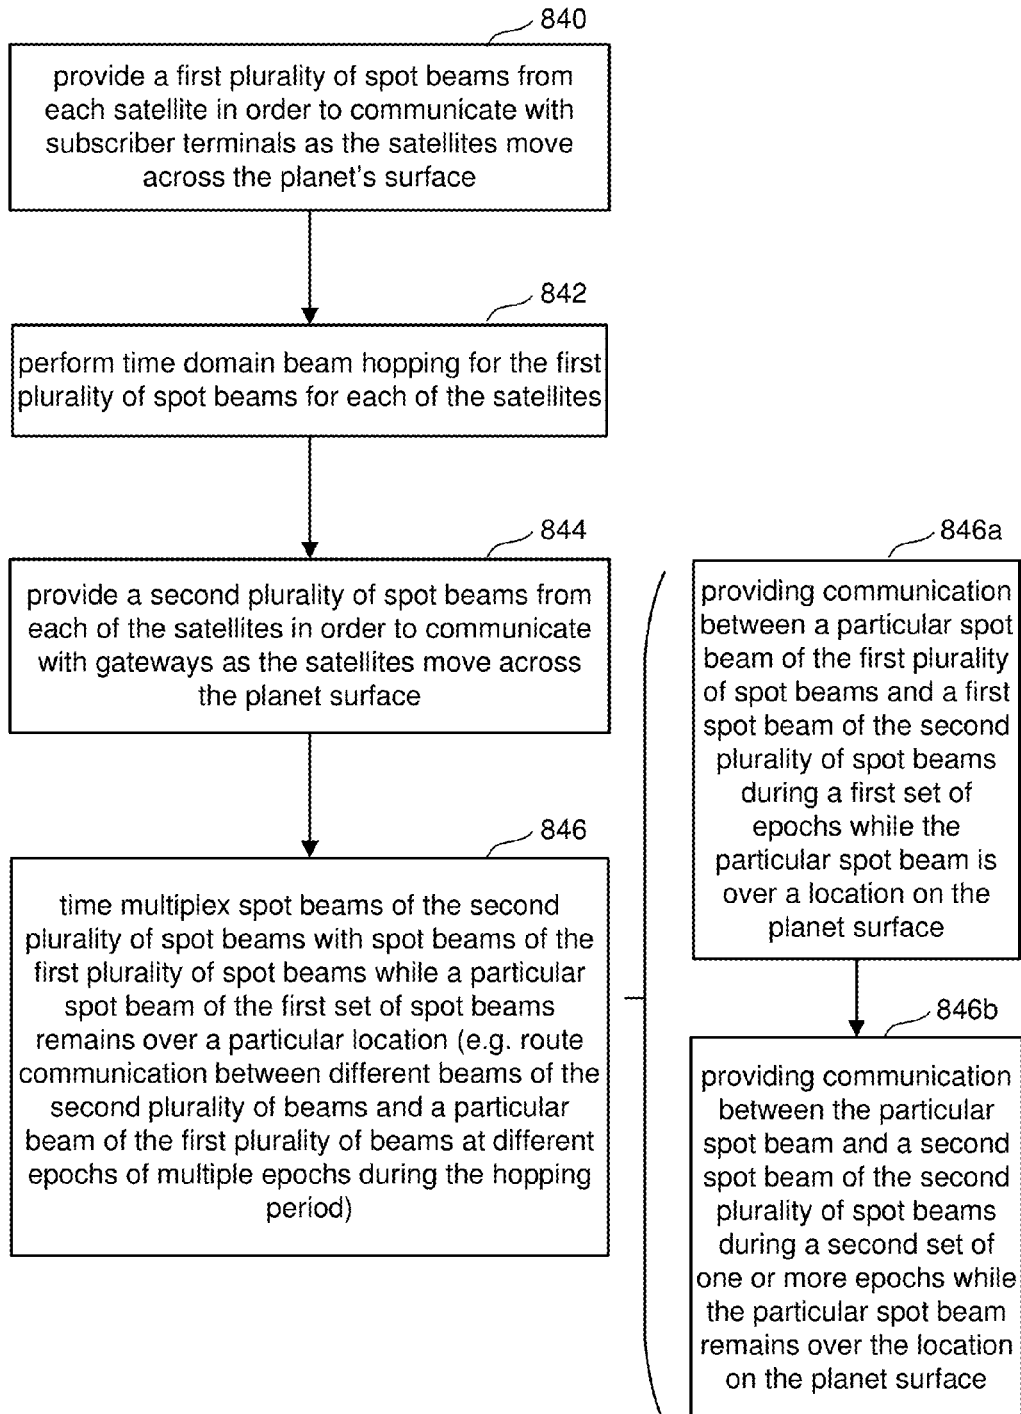 840
provide a first plurality of spot beams from
each satellite in order to communicate with
subscriber terminals as the satellites move
across the planet's surface
842
perform time domain beam hopping for the first
plurality of spot beams for each of the satellites
844
provide a second plurality of spot beams from
each of the satellites in order to communicate
with gateways as the satellites move across
the planet surface
846
time multiplex spot beams of the second
plurality of spot beams with spot beams of the
first plurality of spot beams while a particular
spot beam of the first set of spot beams
remains over a particular location (e.g. route
communication between different beams of the
second plurality of beams and a particular
beam of the first plurality of beams at different
epochs of multiple epochs during the hopping
period)
846a
providing communication
between a particular spot
beam of the first plurality
of spot beams and a first
spot beam of the second
plurality of spot beams
during a first set of
epochs while the
particular spot beam is
over a location on the
planet surface
846b
providing communication
between the particular
spot beam and a second
spot beam of the second
plurality of spot beams
during a second set of
one or more epochs while
the particular spot beam
remains over the location
on the planet surface